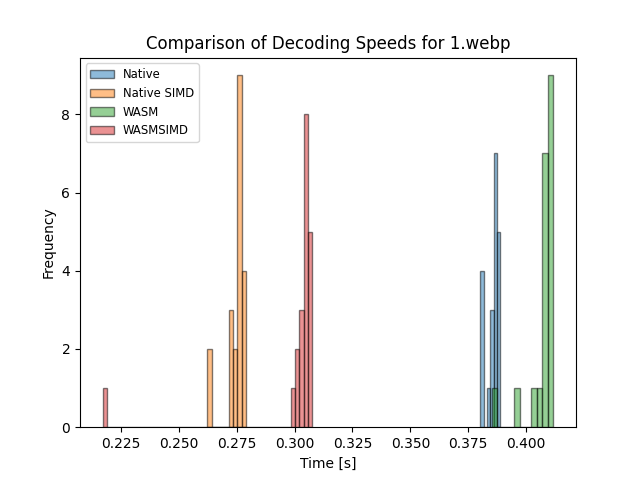 Comparison of Decoding Speeds for 1.webp
Native
Native SIMD
WASM
WASMSIMD
Frequency
8
6
4
2
0
0.225 0.250 0.275 0.300 0.325 0.350 0.375 0.400
Time [s]